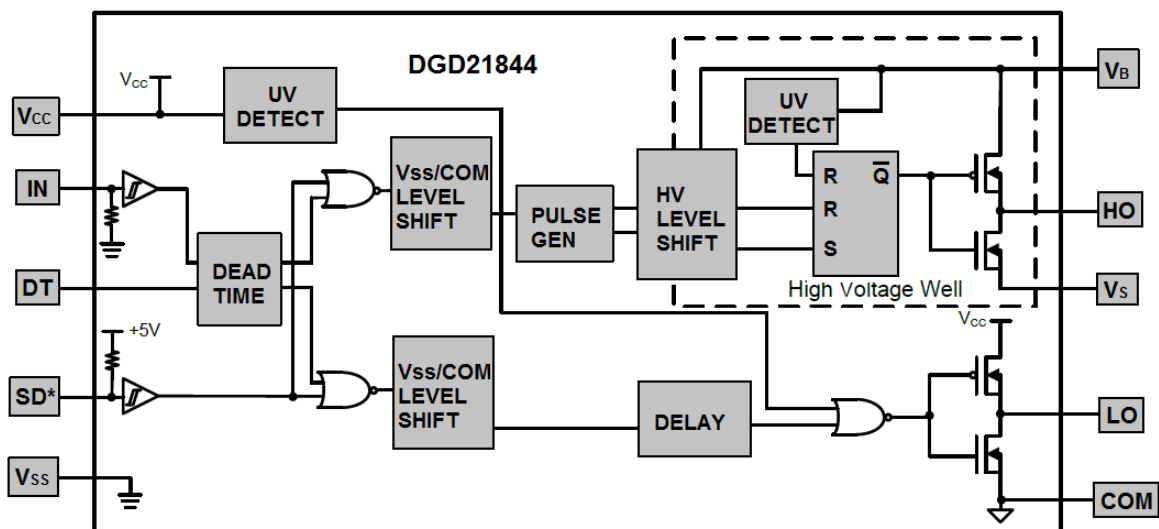 DGD21844
VCC
VCC
UV
DETECT
VB
UV
DETECT
IN
Vss/COM
LEVEL
SHIFT
PULSE
GEN
HV
LEVEL
SHIFT
R
Q̅
R
S
HO
DT
DEAD
TIME
High Voltage Well
VS
+5V
VCC
SD*
Vss/COM
LEVEL
SHIFT
DELAY
LO
VSS
COM